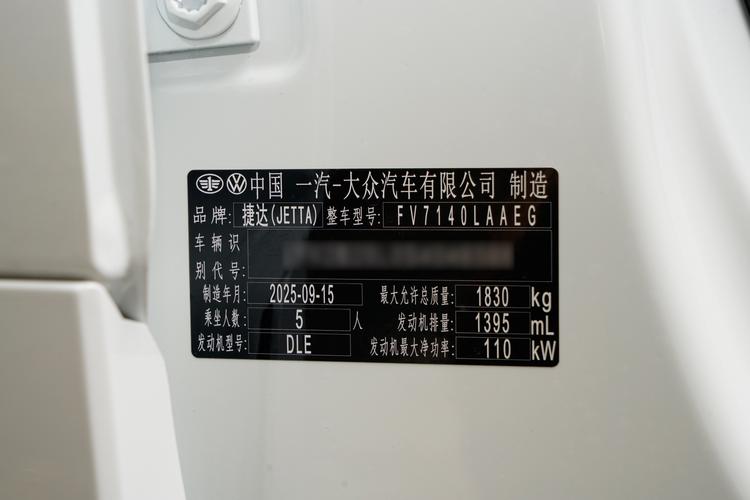 中国 一汽-大众汽车有限公司 制造
品牌: 捷达(JETTA) 整车型号: FV7140LAAEG
车辆识
别代号:
制造年月: 2025-09-15 最大允许总质量: 1830 kg
乘坐人数: 5 人 发动机排量: 1395 mL
发动机型号: DLE 发动机最大净功率: 110 kW